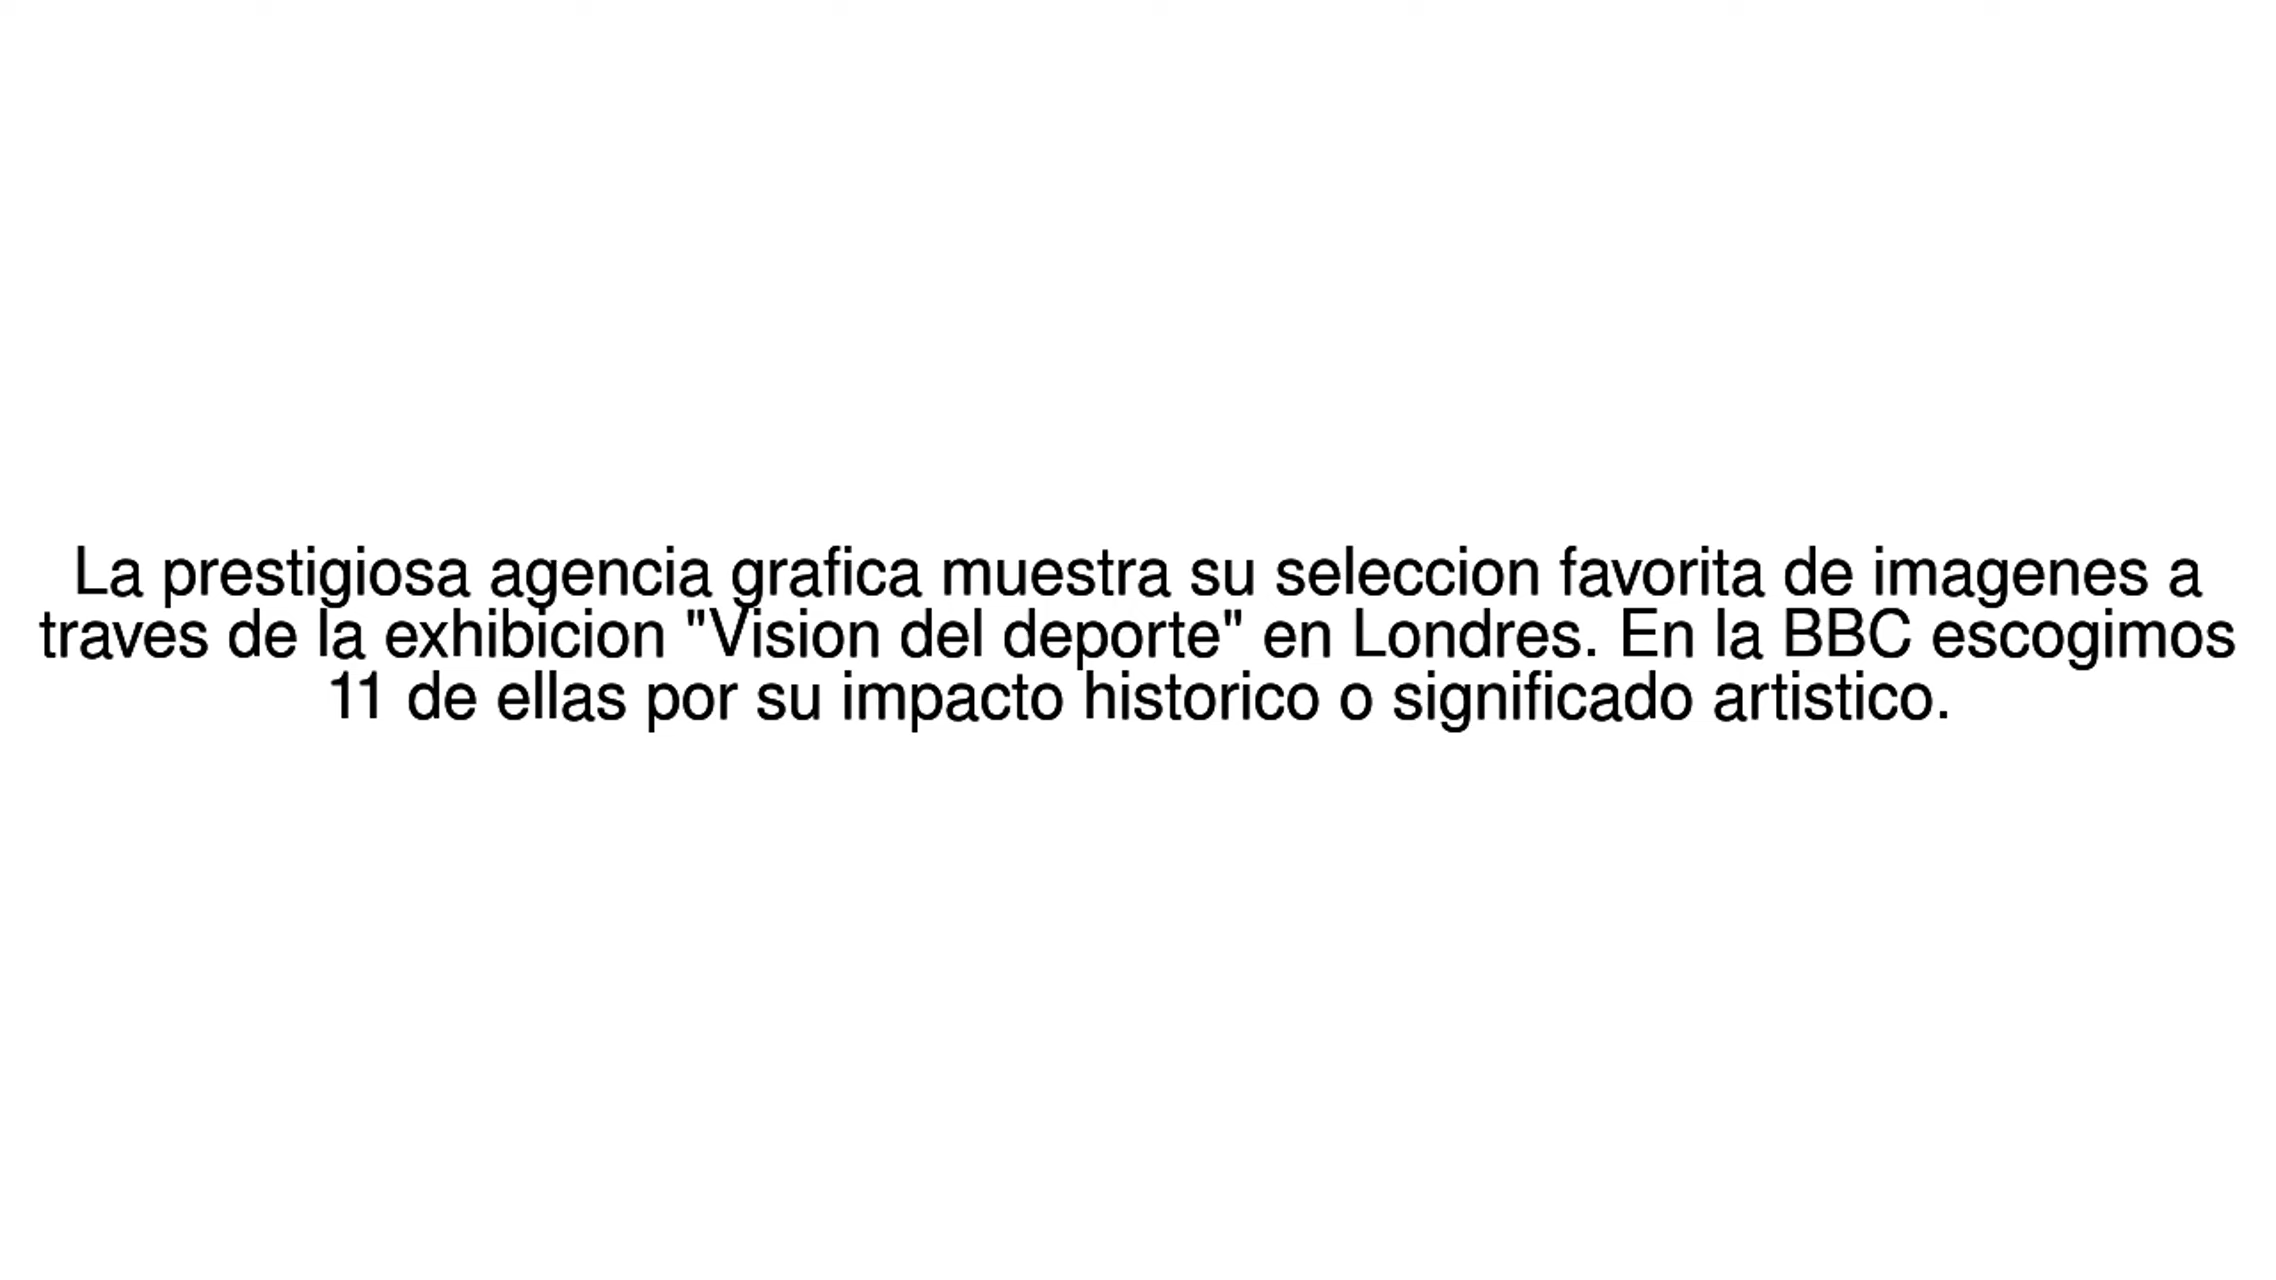 La prestigiosa agencia grafica muestra su seleccion favorita de imagenes a
traves de la exhibicion "Vision del deporte" en Londres. En la BBC escogimos
11 de ellas por su impacto historico o significado artistico.